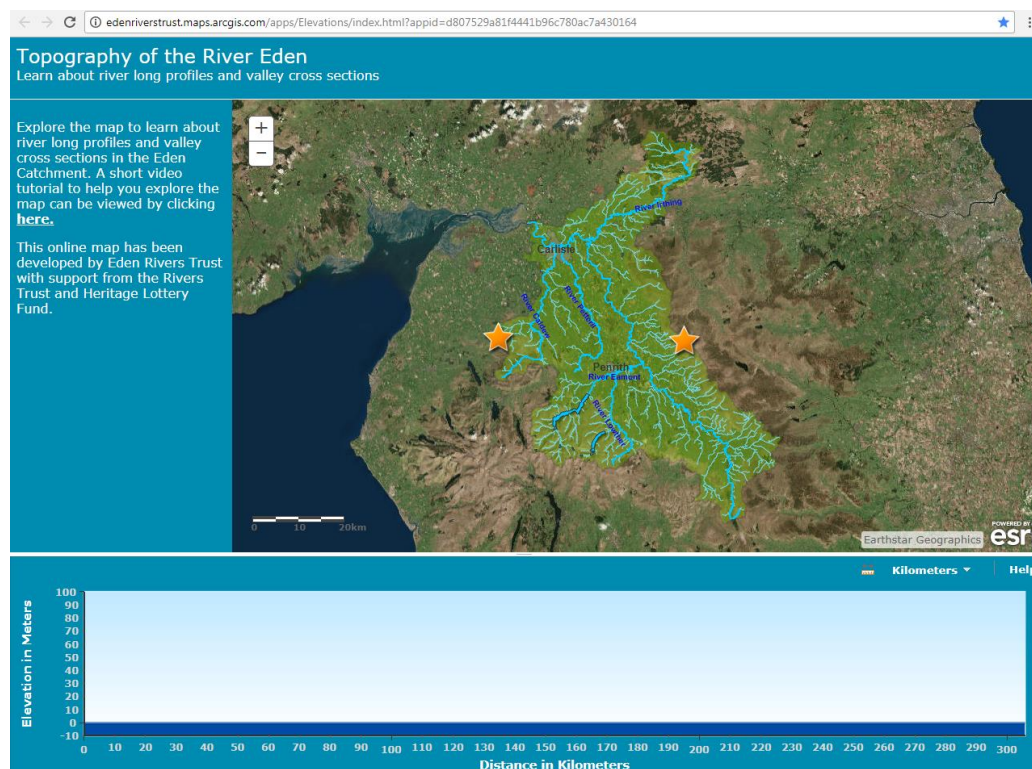 edenriverstrust.maps.arcgis.com/apps/Elevations/index.html?appid=d807529a81f4441b96c780ac7a430164
Topography of the River Eden
Learn about river long profiles and valley cross sections
Explore the map to learn about
river long profiles and valley
cross sections in the Eden
Catchment. A short video
tutorial to help you explore the
map can be viewed by clicking
here.
This online map has been
developed by Eden Rivers Trust
with support from the Rivers
Trust and Heritage Lottery
Fund.
+
−
River Irthing
Carlisle
River Caldew
River Petteril
Penrith
River Eamont
River Lowther
0 10 20km
Earthstar Geographics
POWERED BY
esr
Kilometers
Help
Elevation in Meters
100
90
80
70
60
50
40
30
20
10
0
-10
0 10 20 30 40 50 60 70 80 90 100 110 120 130 140 150 160 170 180 190 200 210 220 230 240 250 260 270 280 290 300
Distance in Kilometers